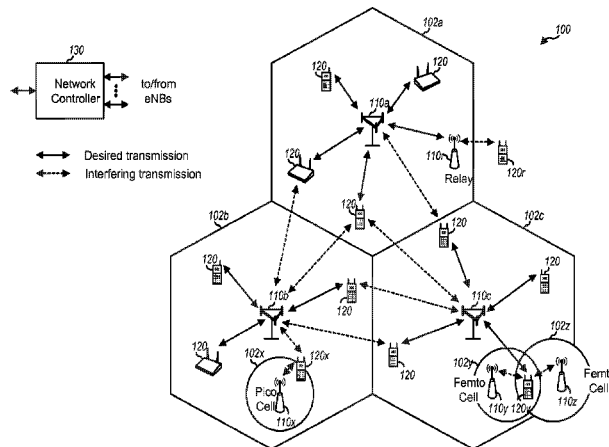 102a
100
130
Network
Controller
to/from
eNBs
120
120
110a
Desired transmission
Interfering transmission
120
110r
Relay
120r
102b
120
102c
120
120
120
120
110b
110c
120
120
102x
120x
120
102y
102z
Pico
Cell
110x
Femto
Cell
110y
120y
110z
Femt
Cell